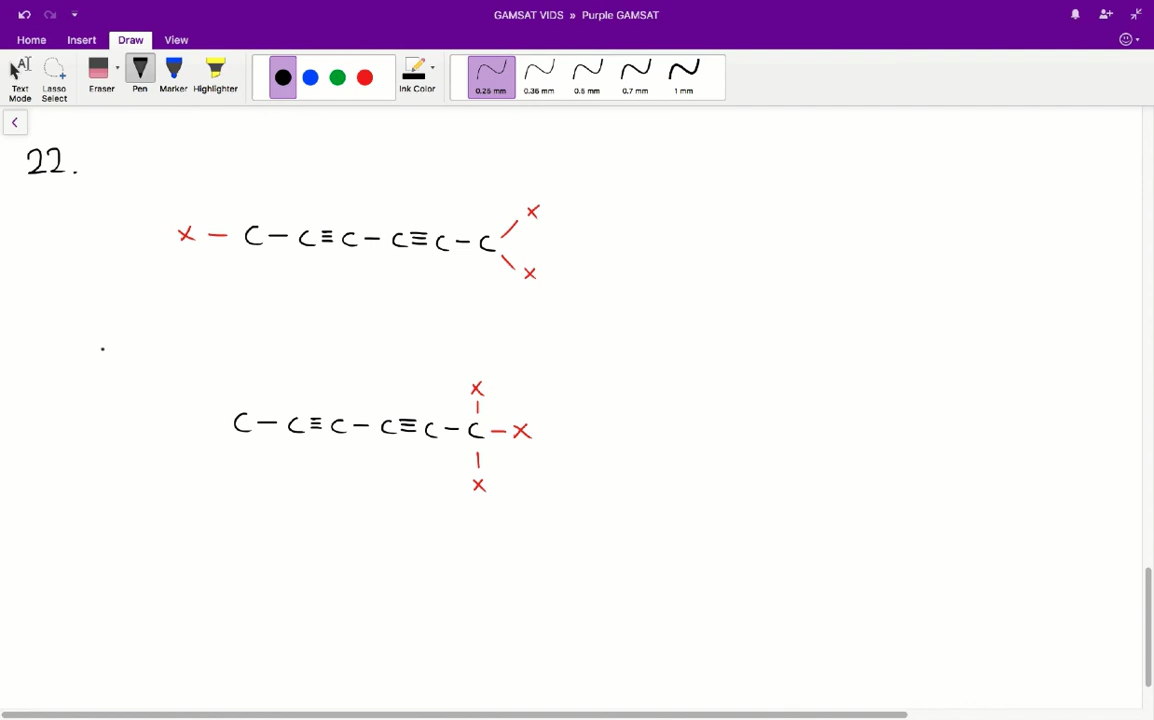 GAMSAT VIDS » Purple GAMSAT
Home Insert Draw View
Text Mode
Lasso Select
Eraser
Pen
Marker
Highlighter
Ink Color
0.25 mm
0.35 mm
0.5 mm
0.7 mm
1 mm
22.
X
X — C — C ≡ C — C ≡ C — C
X
X
C — C ≡ C — C ≡ C — C — X
X